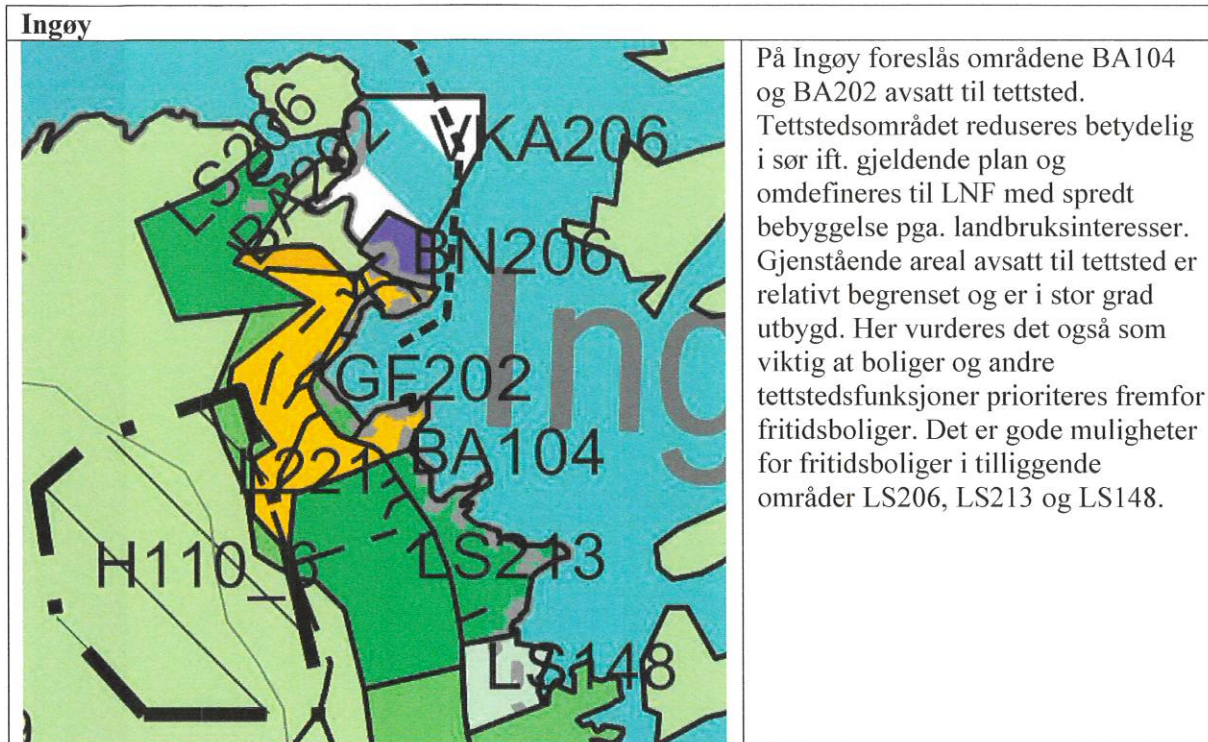 Ingøy
På Ingøy foreslås områdene BA104
og BA202 avsatt til tettsted.
Tettstedsområdet reduseres betydelig
i sør ift. gjeldende plan og
omdefineres til LNF med spredt
bebyggelse pga. landbruksinteresser.
Gjenstående areal avsatt til tettsted er
relativt begrenset og er i stor grad
utbygd. Her vurderes det også som
viktig at boliger og andre
tettstedsfunksjoner prioriteres fremfor
fritidsboliger. Det er gode muligheter
for fritidsboliger i tilliggende
områder LS206, LS213 og LS148.
VKA206
BN206
Ing
GF202
BA104
H110_6
LS213
LS148